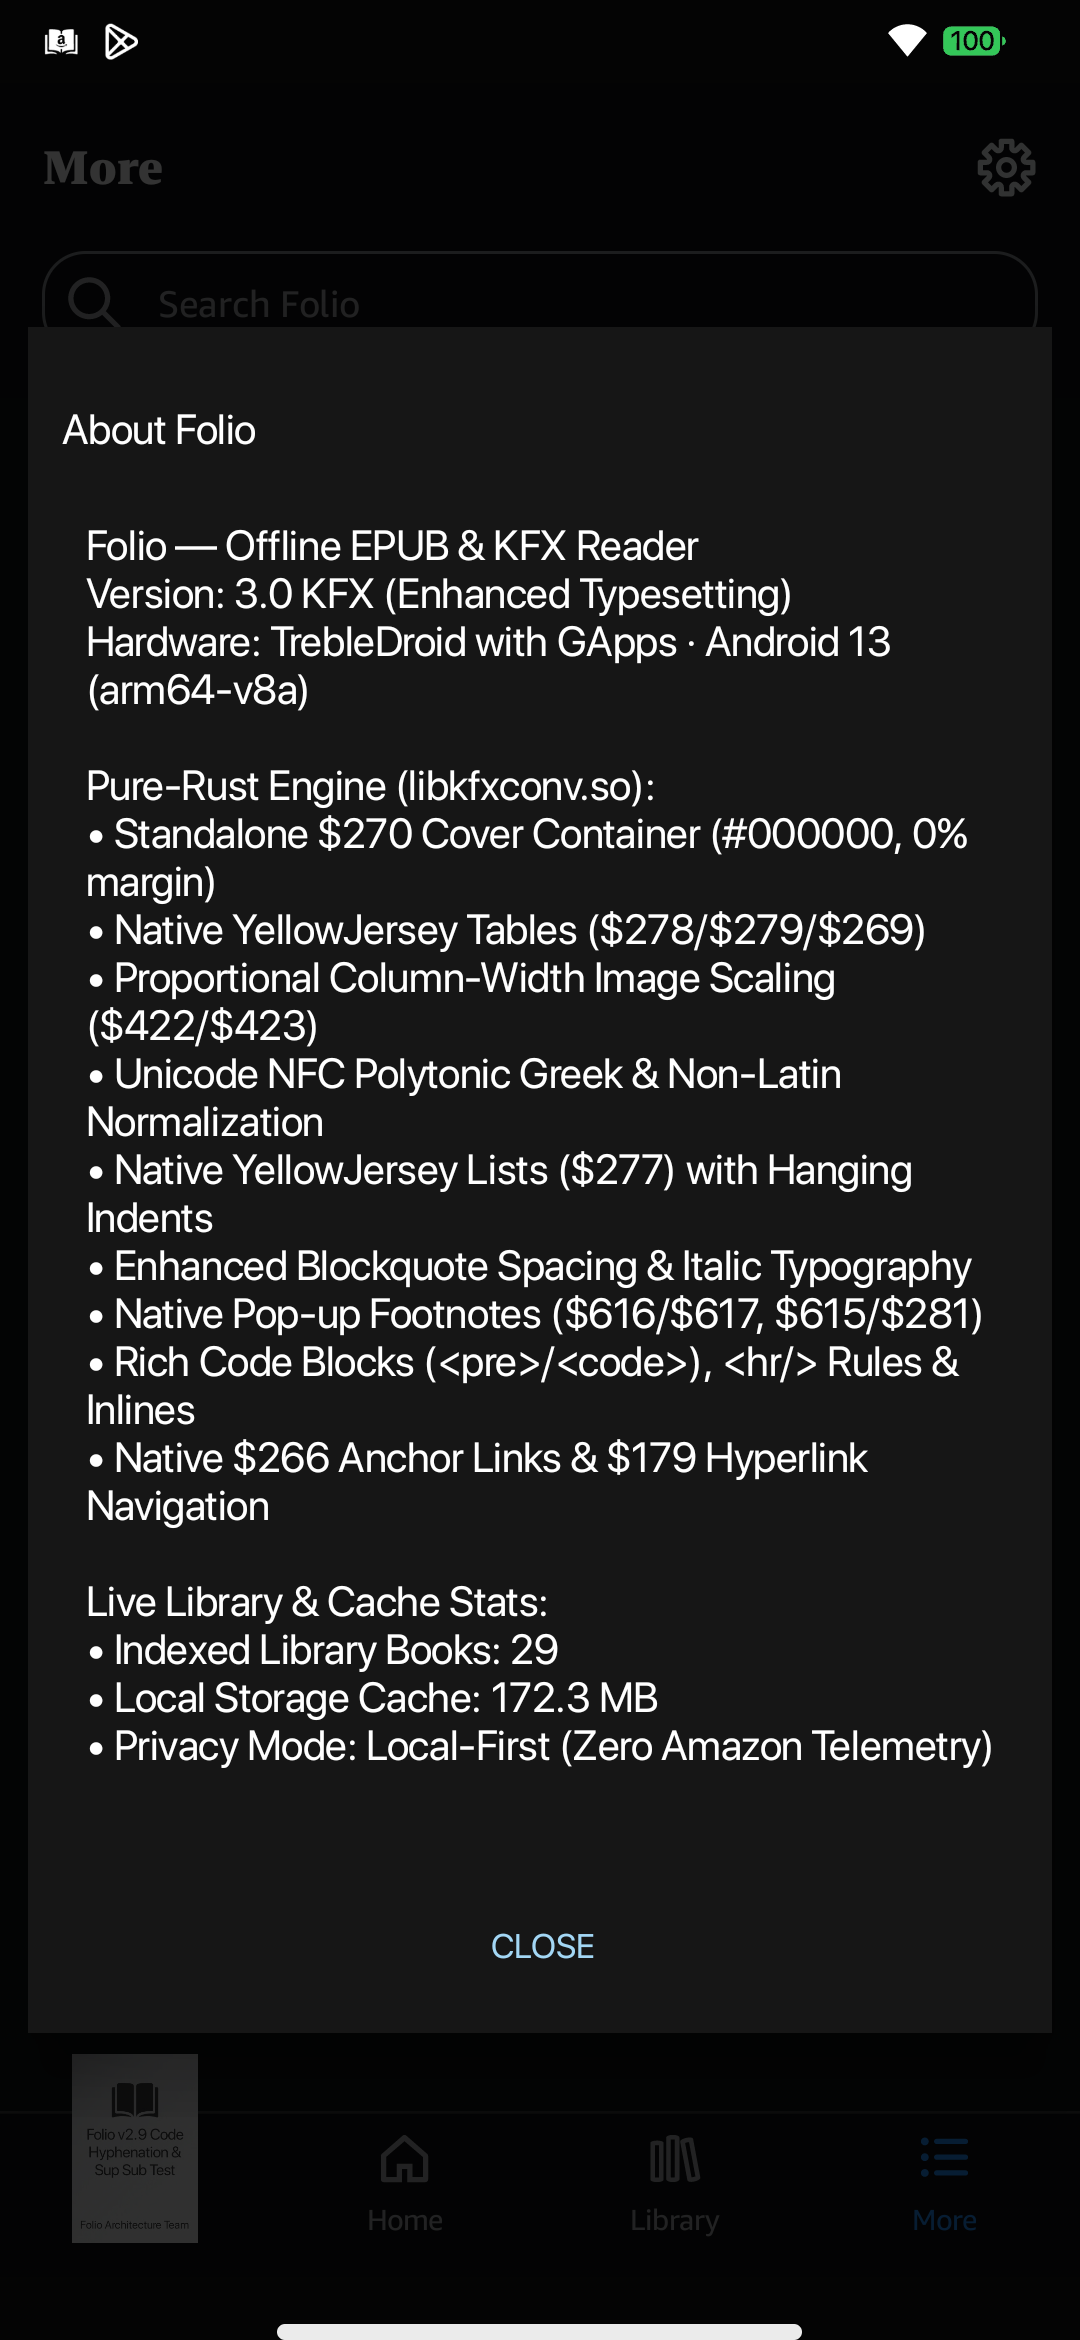 100
More
Search Folio
About Folio
Folio — Offline EPUB & KFX Reader
Version: 3.0 KFX (Enhanced Typesetting)
Hardware: TrebleDroid with GApps · Android 13
(arm64-v8a)
Pure-Rust Engine (libkfxconv.so):
• Standalone $270 Cover Container (#000000, 0%
margin)
• Native YellowJersey Tables ($278/$279/$269)
• Proportional Column-Width Image Scaling
($422/$423)
• Unicode NFC Polytonic Greek & Non-Latin
Normalization
• Native YellowJersey Lists ($277) with Hanging
Indents
• Enhanced Blockquote Spacing & Italic Typography
• Native Pop-up Footnotes ($616/$617, $615/$281)
• Rich Code Blocks (<pre>/<code>), <hr/> Rules &
Inlines
• Native $266 Anchor Links & $179 Hyperlink
Navigation
Live Library & Cache Stats:
• Indexed Library Books: 29
• Local Storage Cache: 172.3 MB
• Privacy Mode: Local-First (Zero Amazon Telemetry)
CLOSE
Folio v2.9 Code
Hyphenation &
Sup Sub Test
Folio Architecture Team
Home
Library
More